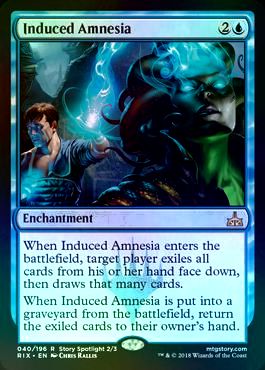 Induced Amnesia 2
Enchantment
When Induced Amnesia enters the
battlefield, target player exiles all
cards from his or her hand face down,
then draws that many cards.
When Induced Amnesia is put into a
graveyard from the battlefield, return
the exiled cards to their owner's hand.
040/196 R Story Spotlight 2/3 mtgstory.com
RIX • EN Chris Rallis ™ & © 2018 Wizards of the Coast